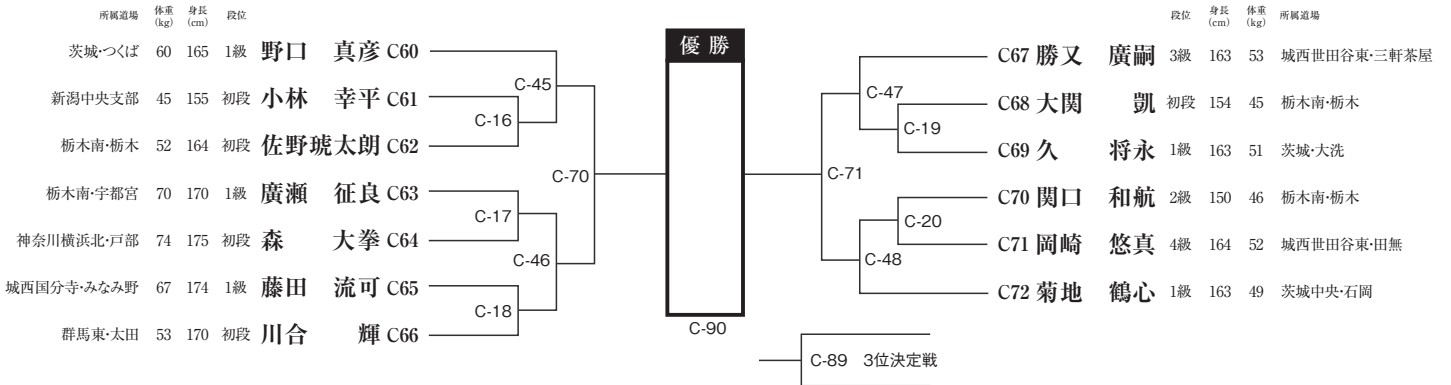 所属道場 体重(kg) 身長(cm) 段位
茨城・つくば 60 165 1級 野口 真彦 C60
新潟中央支部 45 155 初段 小林 幸平 C61
栃木南・栃木 52 164 初段 佐野琥太朗 C62
栃木南・宇都宮 70 170 1級 廣瀬 征良 C63
神奈川横浜北・戸部 74 175 初段 森 大拳 C64
城西国分寺・みなみ野 67 174 1級 藤田 流可 C65
群馬東・太田 53 170 初段 川合 輝 C66
C-45
C-16
C-70
C-17
C-46
C-18
優勝
C-90
段位 身長(cm) 体重(kg) 所属道場
C67 勝又 廣嗣 3級 163 53 城西世田谷東・三軒茶屋
C68 大関 凱 初段 154 45 栃木南・栃木
C69 久 将永 1級 163 51 茨城・大洗
C70 関口 和航 2級 150 46 栃木南・栃木
C71 岡崎 悠真 4級 164 52 城西世田谷東・田無
C72 菊地 鶴心 1級 163 49 茨城中央・石岡
C-47
C-19
C-71
C-20
C-48
C-89 3位決定戦